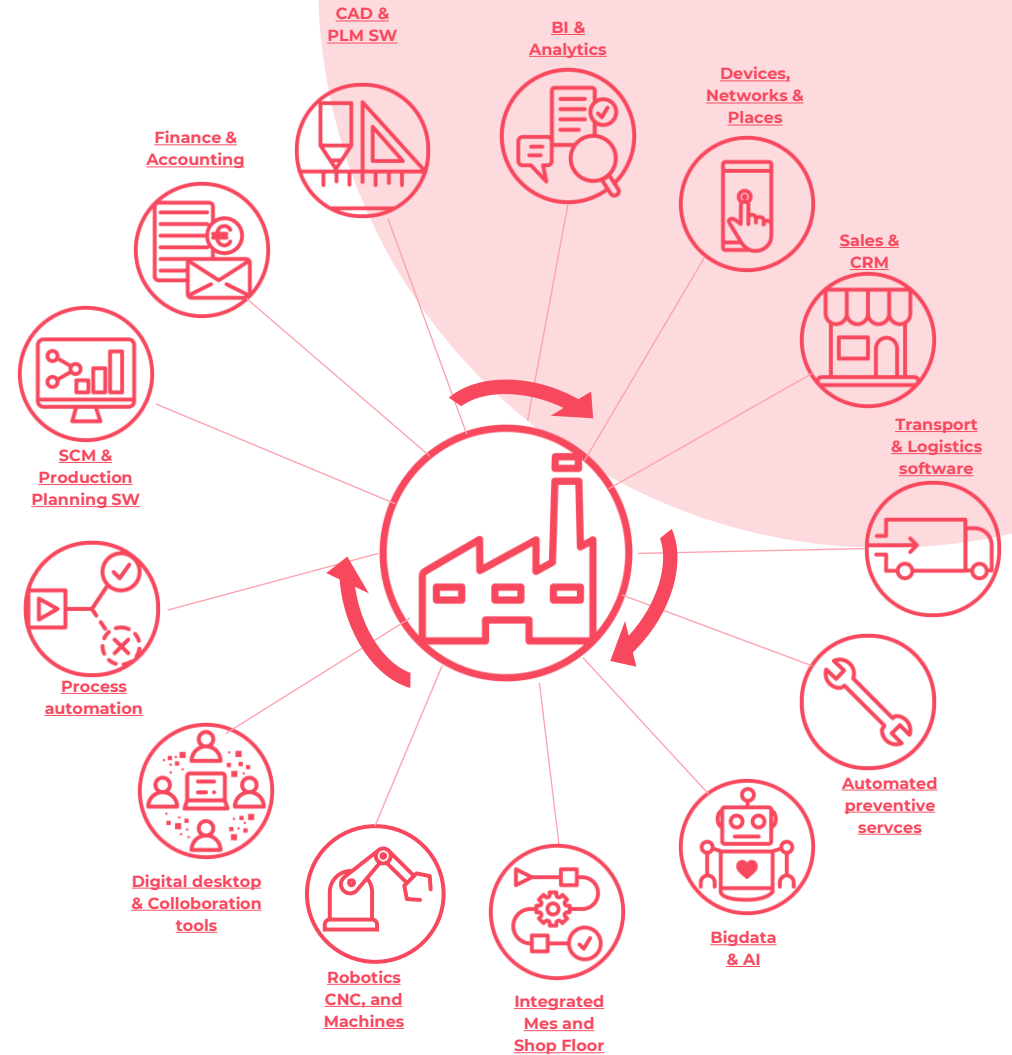 CAD &
PLM SW
BI &
Analytics
Devices,
Networks &
Places
Finance &
Accounting
Sales &
CRM
€
Transport
& Logistics
software
SCM &
Production
Planning SW
Process
automation
Automated
preventive
servces
Digital desktop
& Colloboration
tools
Bigdata
& AI
Robotics
CNC, and
Machines
Integrated
Mes and
Shop Floor